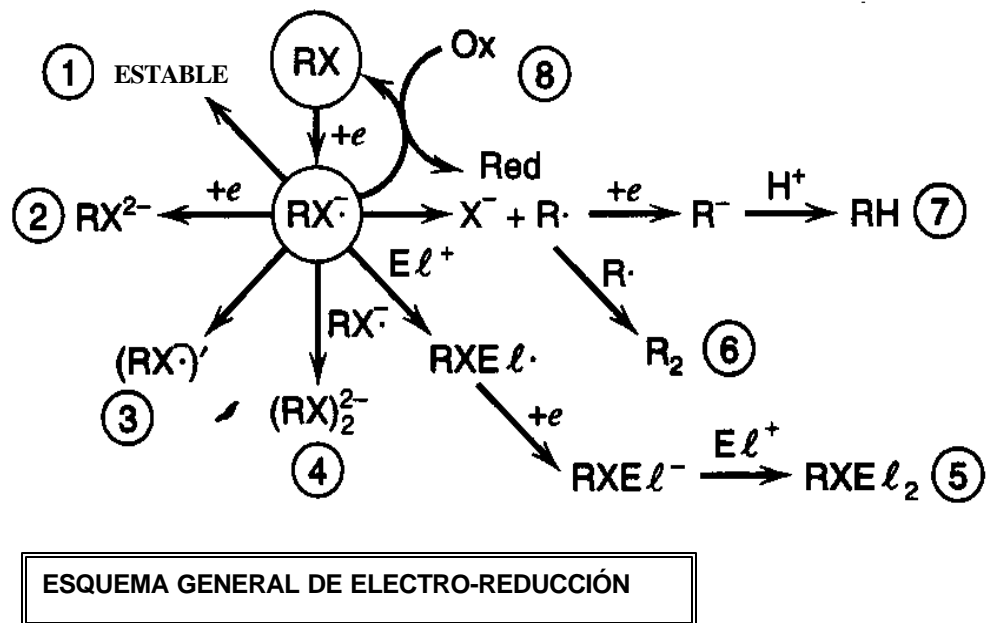 RX Ox
① ESTABLE ⑧
+e
Red
② RX²⁻ +e RX⁻· X⁻ + R· +e R⁻ H⁺ RH ⑦
Eℓ⁺
R·
RX⁻·
(RX⁻·)′ RXEℓ· R₂ ⑥
③ (RX)₂²⁻ +e
④ RXEℓ⁻ Eℓ⁺ RXEℓ₂ ⑤
ESQUEMA GENERAL DE ELECTRO-REDUCCIÓN